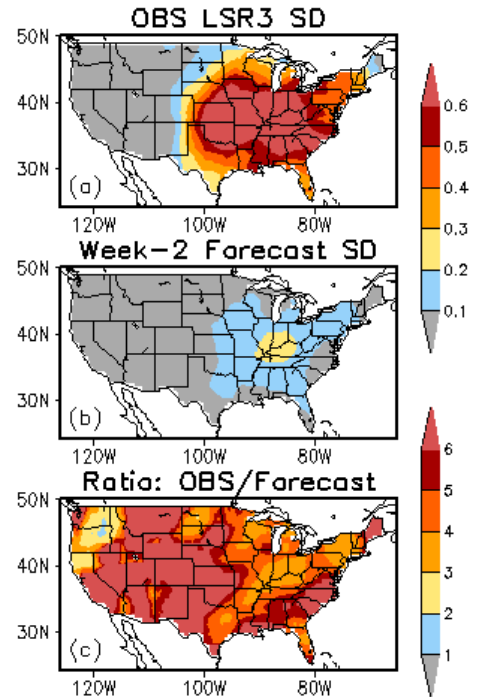 OBS LSR3 SD
50N
40N
30N
(a)
120W 100W 80W
0.6
0.5
0.4
0.3
0.2
0.1
Week-2 Forecast SD
50N
40N
30N
(b)
120W 100W 80W
Ratio: OBS/Forecast
50N
40N
30N
(c)
120W 100W 80W
6
5
4
3
2
1